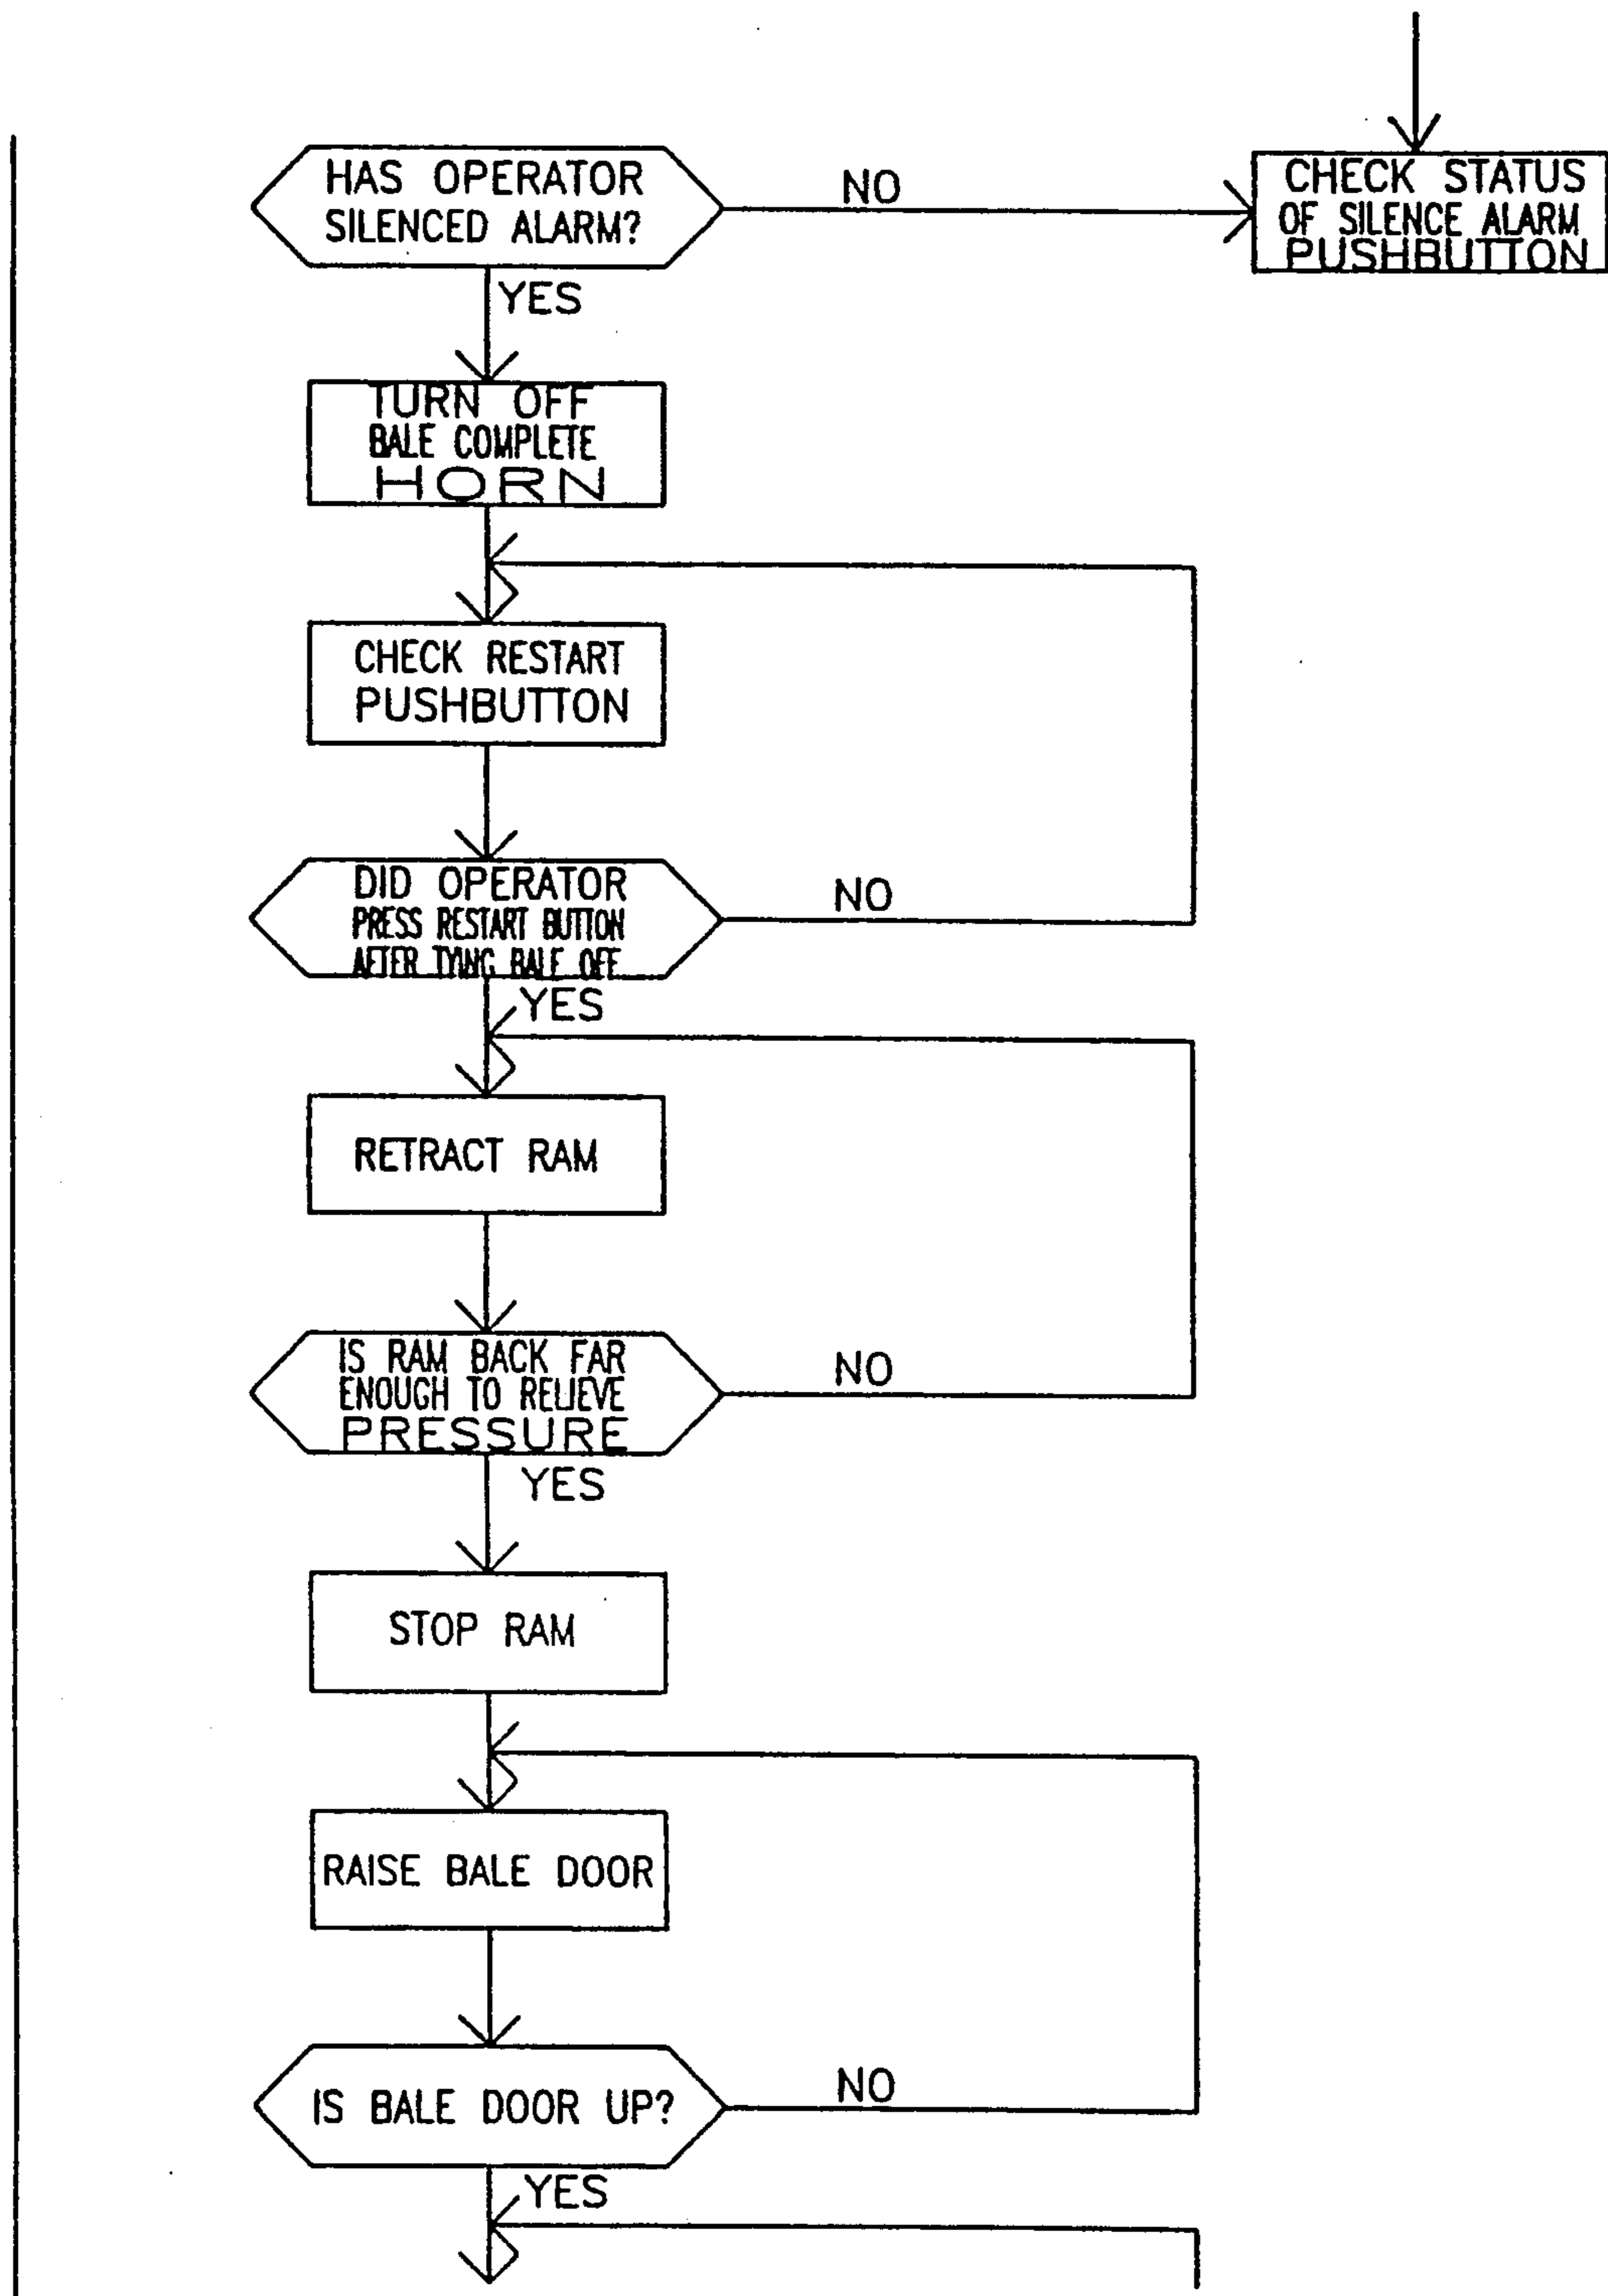 HAS OPERATOR
SILENCED ALARM?
NO
CHECK STATUS
OF SILENCE ALARM
PUSHBUTTON
YES
TURN OFF
BALE COMPLETE
HORN
CHECK RESTART
PUSHBUTTON
DID OPERATOR
PRESS RESTART BUTTON
AFTER TYING BALE OFF
NO
YES
RETRACT RAM
IS RAM BACK FAR
ENOUGH TO RELIEVE
PRESSURE
NO
YES
STOP RAM
RAISE BALE DOOR
IS BALE DOOR UP?
NO
YES